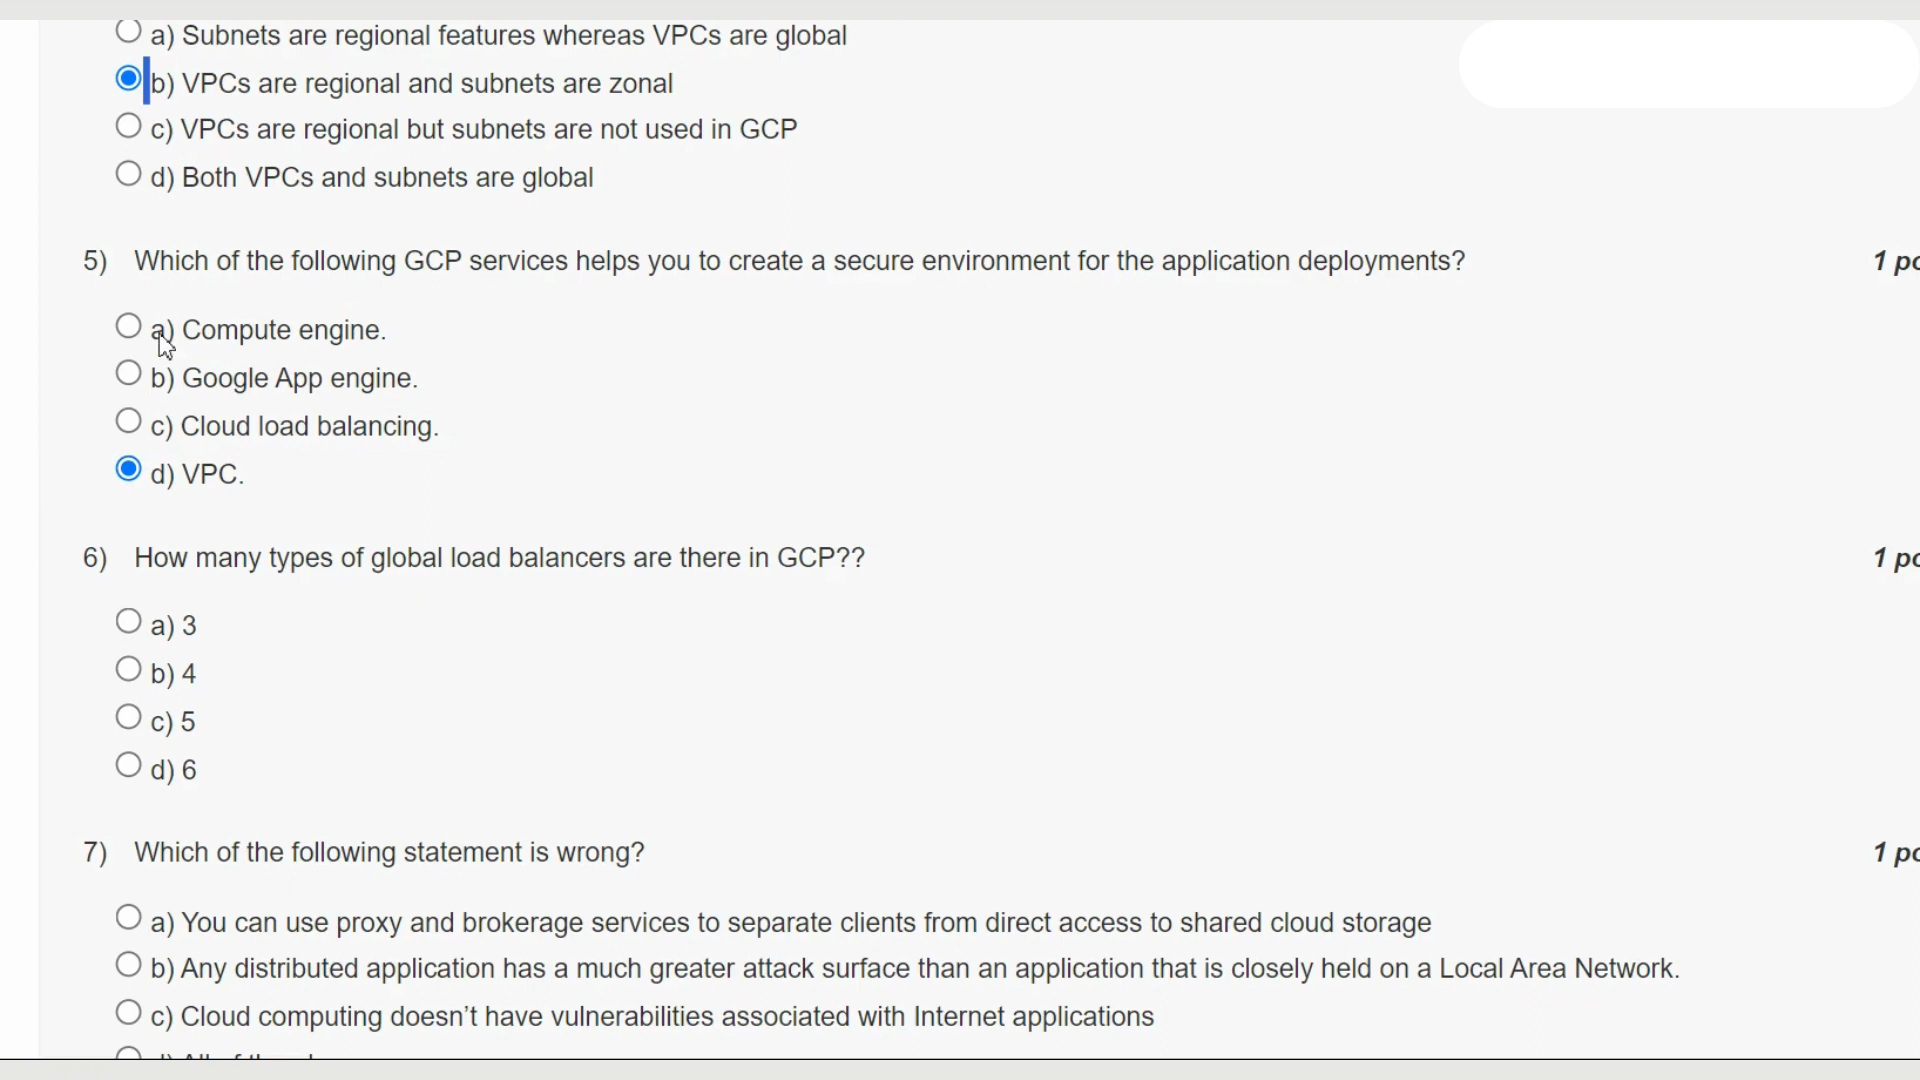 a) Subnets are regional features whereas VPCs are global
b) VPCs are regional and subnets are zonal
c) VPCs are regional but subnets are not used in GCP
d) Both VPCs and subnets are global
5) Which of the following GCP services helps you to create a secure environment for the application deployments? 1 po
a) Compute engine.
b) Google App engine.
c) Cloud load balancing.
d) VPC.
6) How many types of global load balancers are there in GCP?? 1 po
a) 3
b) 4
c) 5
d) 6
7) Which of the following statement is wrong? 1 po
a) You can use proxy and brokerage services to separate clients from direct access to shared cloud storage
b) Any distributed application has a much greater attack surface than an application that is closely held on a Local Area Network.
c) Cloud computing doesn’t have vulnerabilities associated with Internet applications